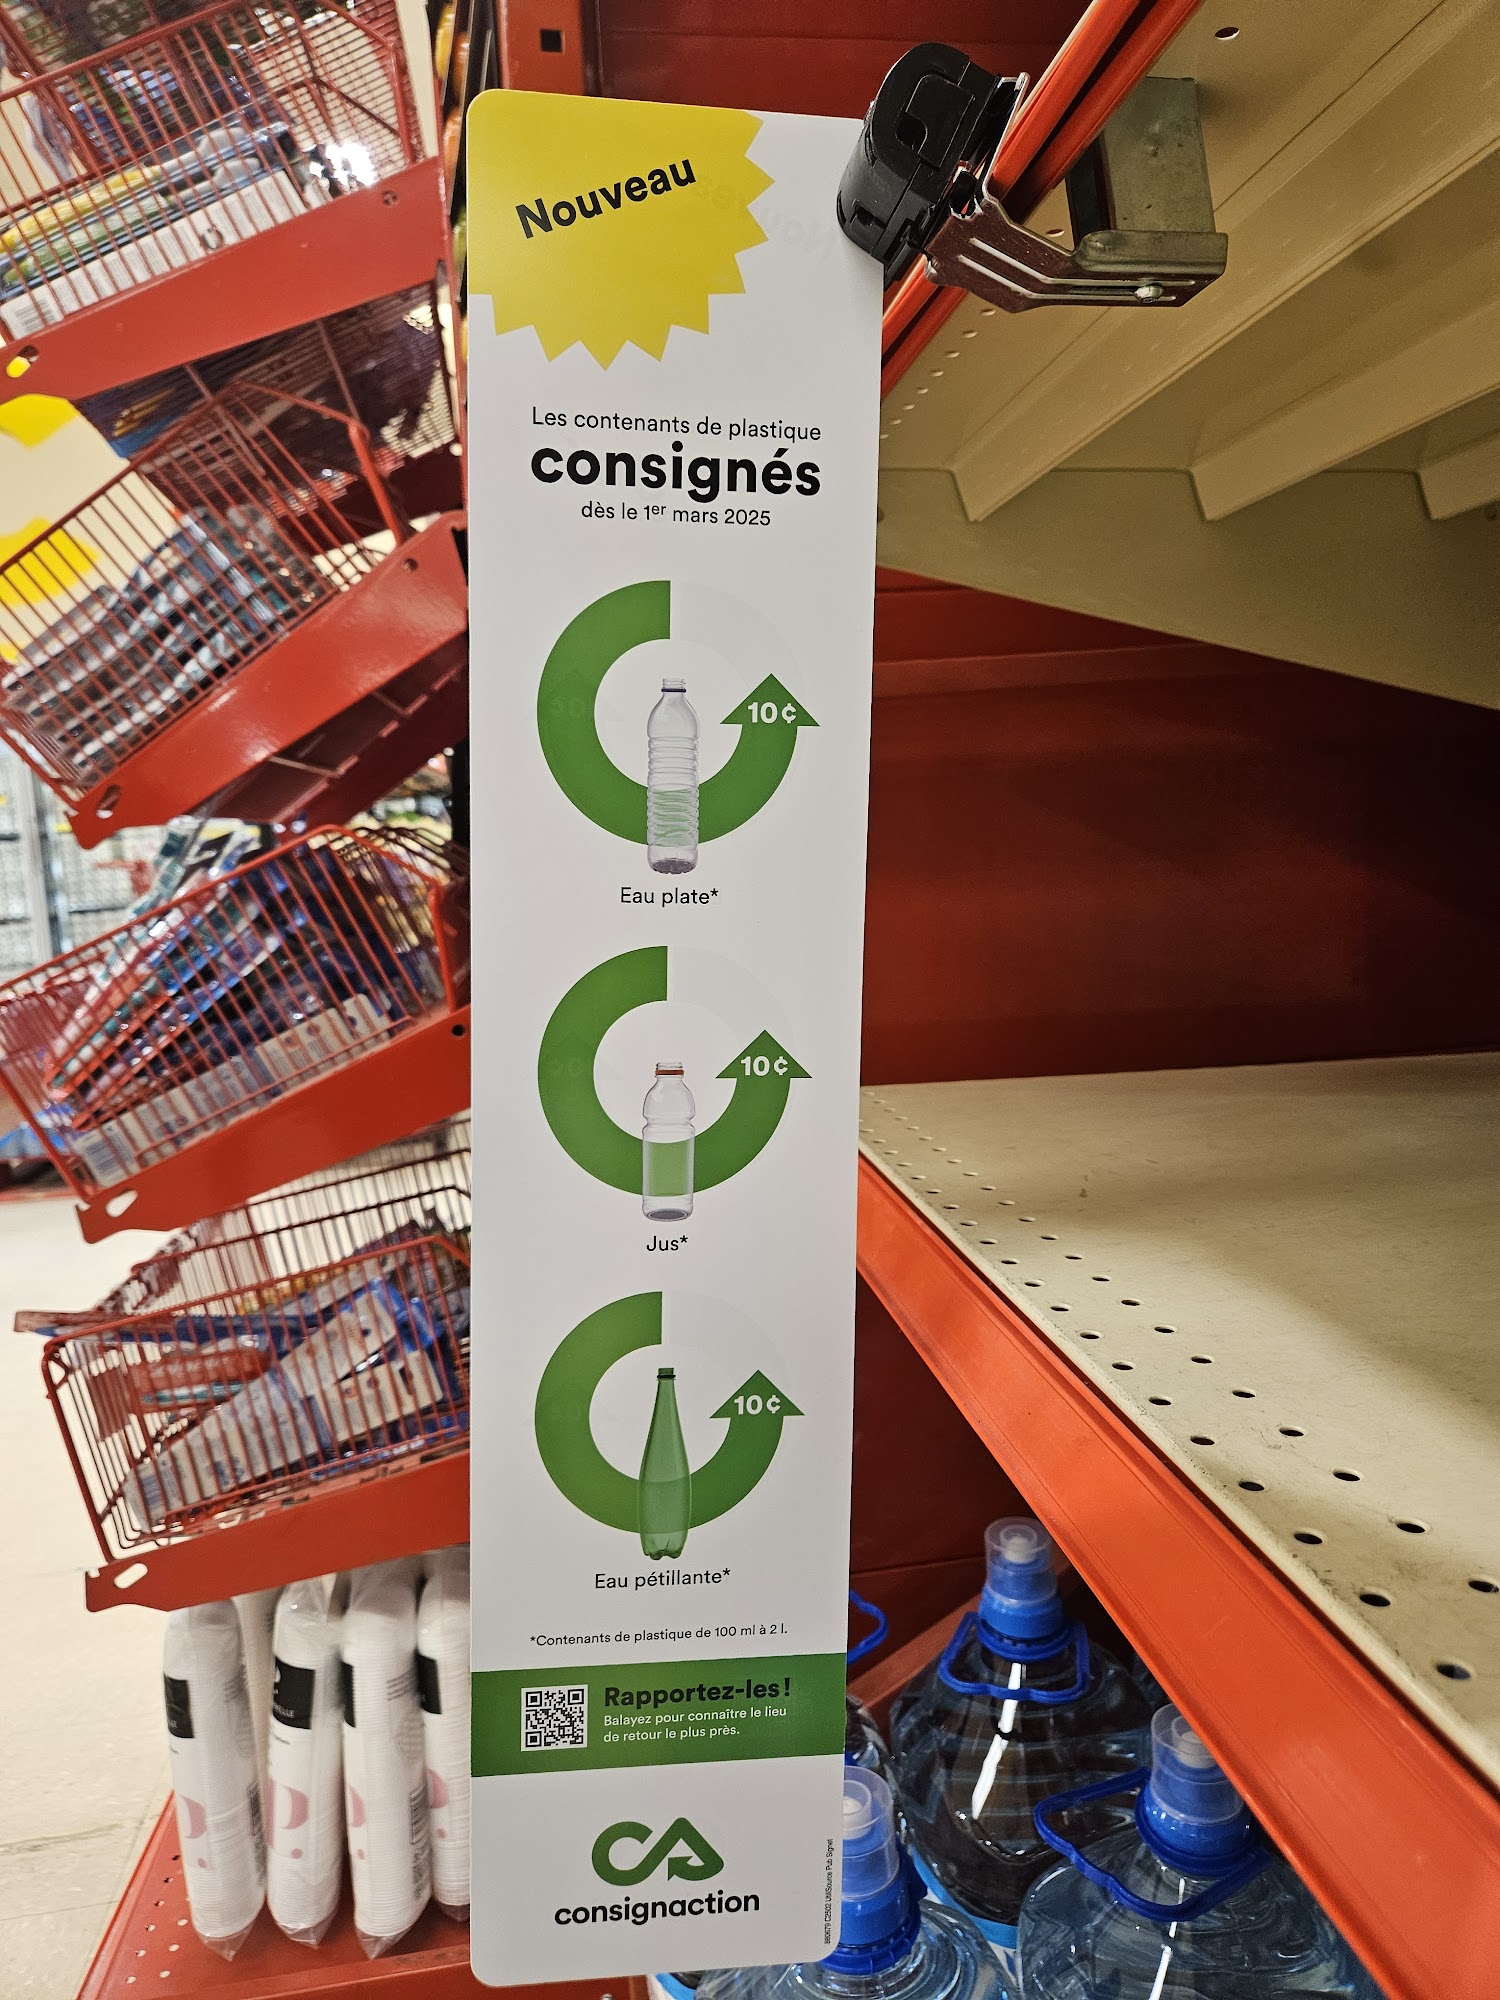 Nouveau
Les contenants de plastique
consignés
dès le 1er mars 2025
10¢
Eau plate*
10¢
Jus*
10¢
Eau pétillante*
*Contenants de plastique de 100 ml à 2 l.
Rapportez-les!
Balayez pour connaître le lieu
de retour le plus près.
CA
consignaction